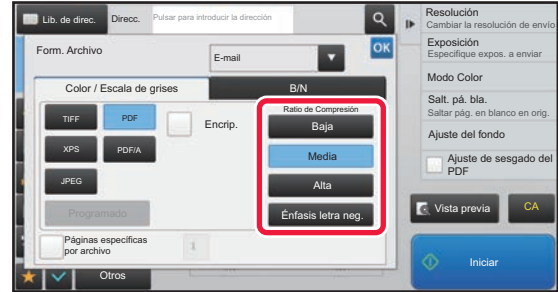 Lib. de direc.
Direcc.
Pulsar para introducir la dirección
Form. Archivo
E-mail
OK
Color / Escala de grises
B/N
TIFF
PDF
Encrip.
XPS
PDF/A
JPEG
Programado
Páginas específicas
por archivo
1
Ratio de Compresión
Baja
Media
Alta
Énfasis letra neg.
Otros
Resolución
Cambiar la resolución de envío
Exposición
Especifique expos. a enviar
Modo Color
Salt. pá. bla.
Saltar pág. en blanco en orig.
Ajuste del fondo
Ajuste de sesgado del
PDF
Vista previa
CA
Iniciar